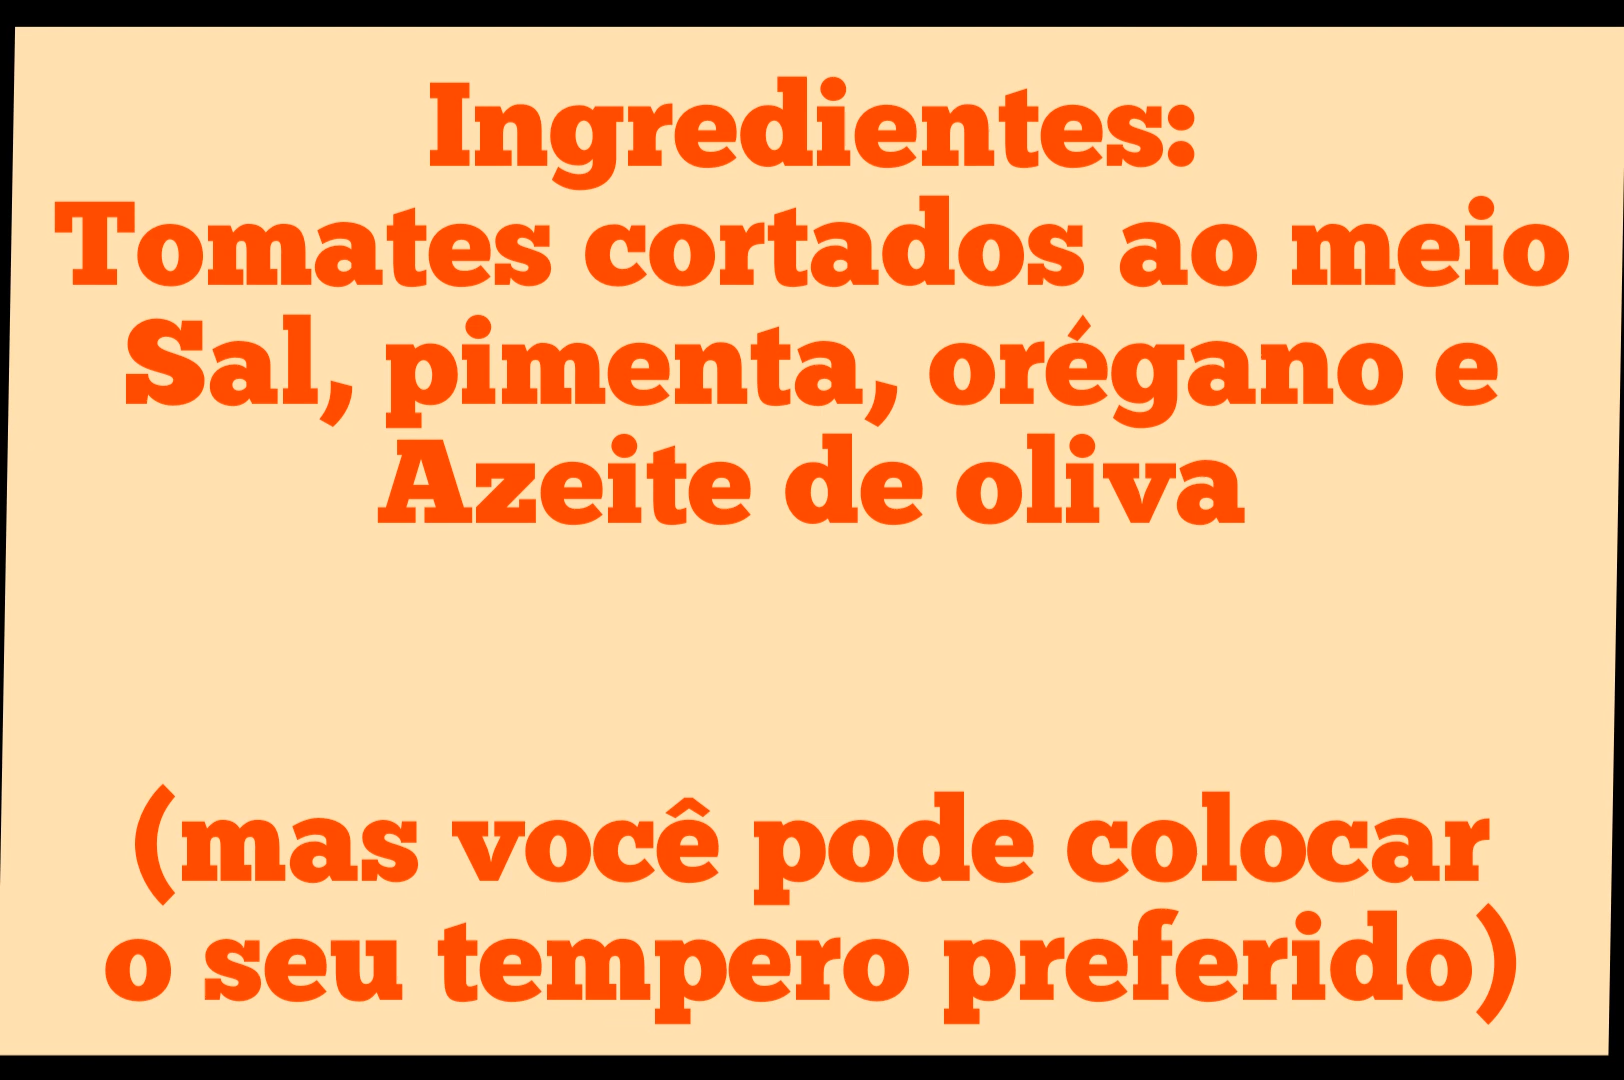 Ingredientes:
Tomates cortados ao meio
Sal, pimenta, orégano e
Azeite de oliva
(mas você pode colocar
o seu tempero preferido)